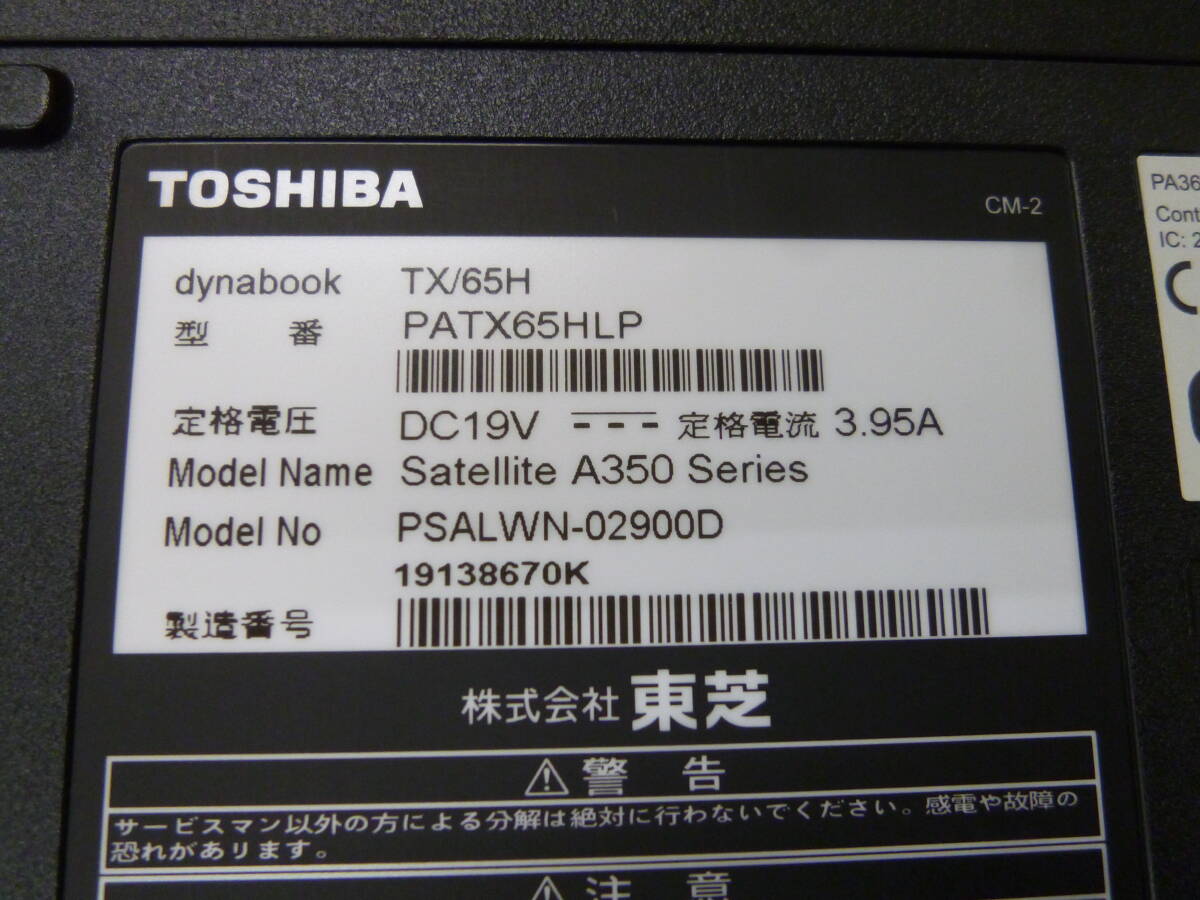 TOSHIBA
CM-2
dynabook TX/65H
型 番 PATX65HLP
定格電圧 DC19V 定格電流 3.95A
Model Name Satellite A350 Series
Model No PSALWN-02900D
19138670K
製造番号
株式会社 東芝
⚠警 告
サービスマン以外の方による分解は絶対に行わないでください。感電や故障の
恐れがあります。
⚠注 意
PA36
Cont
IC: 2